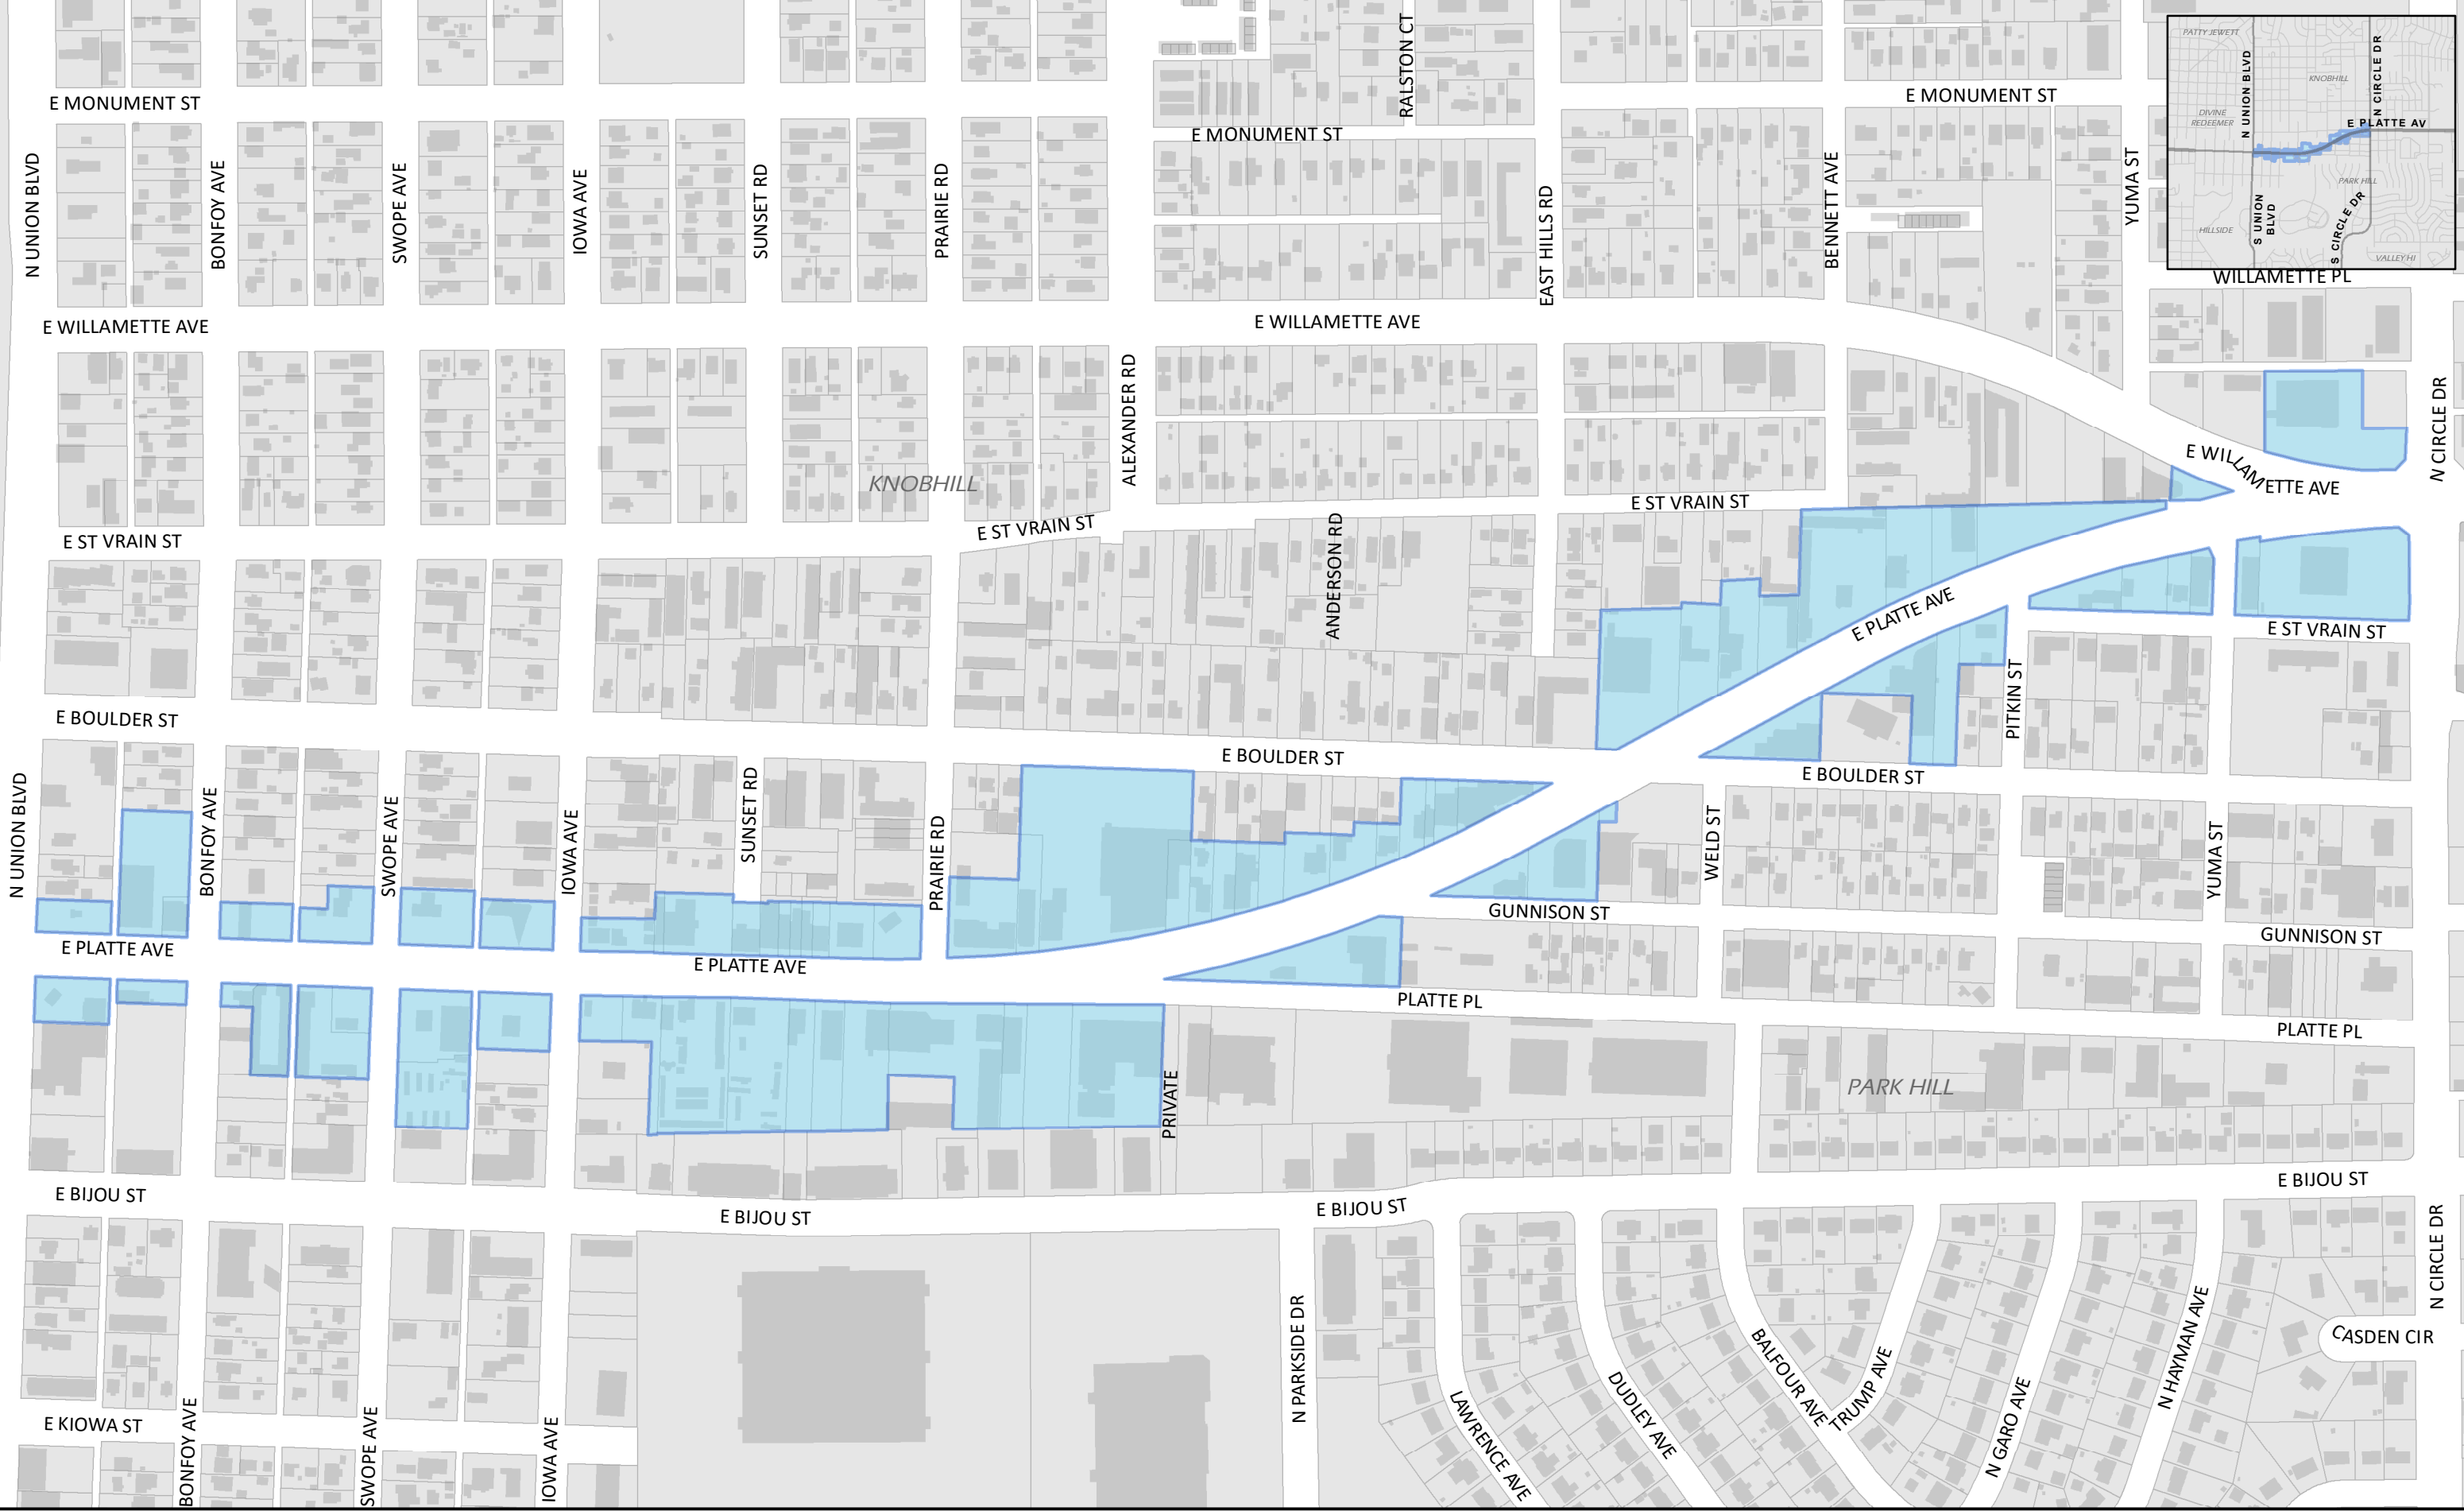 RALSTON CT
E MONUMENT ST
E MONUMENT ST
E MONUMENT ST
PATTY JEWETT
N UNION BLVD
KNOBHILL
N CIRCLE DR
DIVINE
REDEEMER
E PLATTE AV
PARK HILL
S UNION
BLVD
S CIRCLE DR
HILLSIDE
VALLEY HI
N UNION BLVD
BONFOY AVE
SWOPE AVE
IOWA AVE
SUNSET RD
PRAIRIE RD
EAST HILLS RD
BENNETT AVE
YUMA ST
WILLAMETTE PL
E WILLAMETTE AVE
E WILLAMETTE AVE
ALEXANDER RD
N CIRCLE DR
E WILLAMETTE AVE
KNOBHILL
E ST VRAIN ST
E ST VRAIN ST
E ST VRAIN ST
ANDERSON RD
E PLATTE AVE
E ST VRAIN ST
PITKIN ST
E BOULDER ST
E BOULDER ST
E BOULDER ST
N UNION BLVD
BONFOY AVE
SWOPE AVE
IOWA AVE
SUNSET RD
PRAIRIE RD
WELD ST
YUMA ST
GUNNISON ST
GUNNISON ST
E PLATTE AVE
E PLATTE AVE
PLATTE PL
PLATTE PL
PRIVATE
PARK HILL
E BIJOU ST
E BIJOU ST
E BIJOU ST
E BIJOU ST
N PARKSIDE DR
N CIRCLE DR
CASDEN CIR
LAWRENCE AVE
DUDLEY AVE
BALFOUR AVE
TRUMP AVE
N GARO AVE
N HAYMAN AVE
E KIOWA ST
BONFOY AVE
SWOPE AVE
IOWA AVE